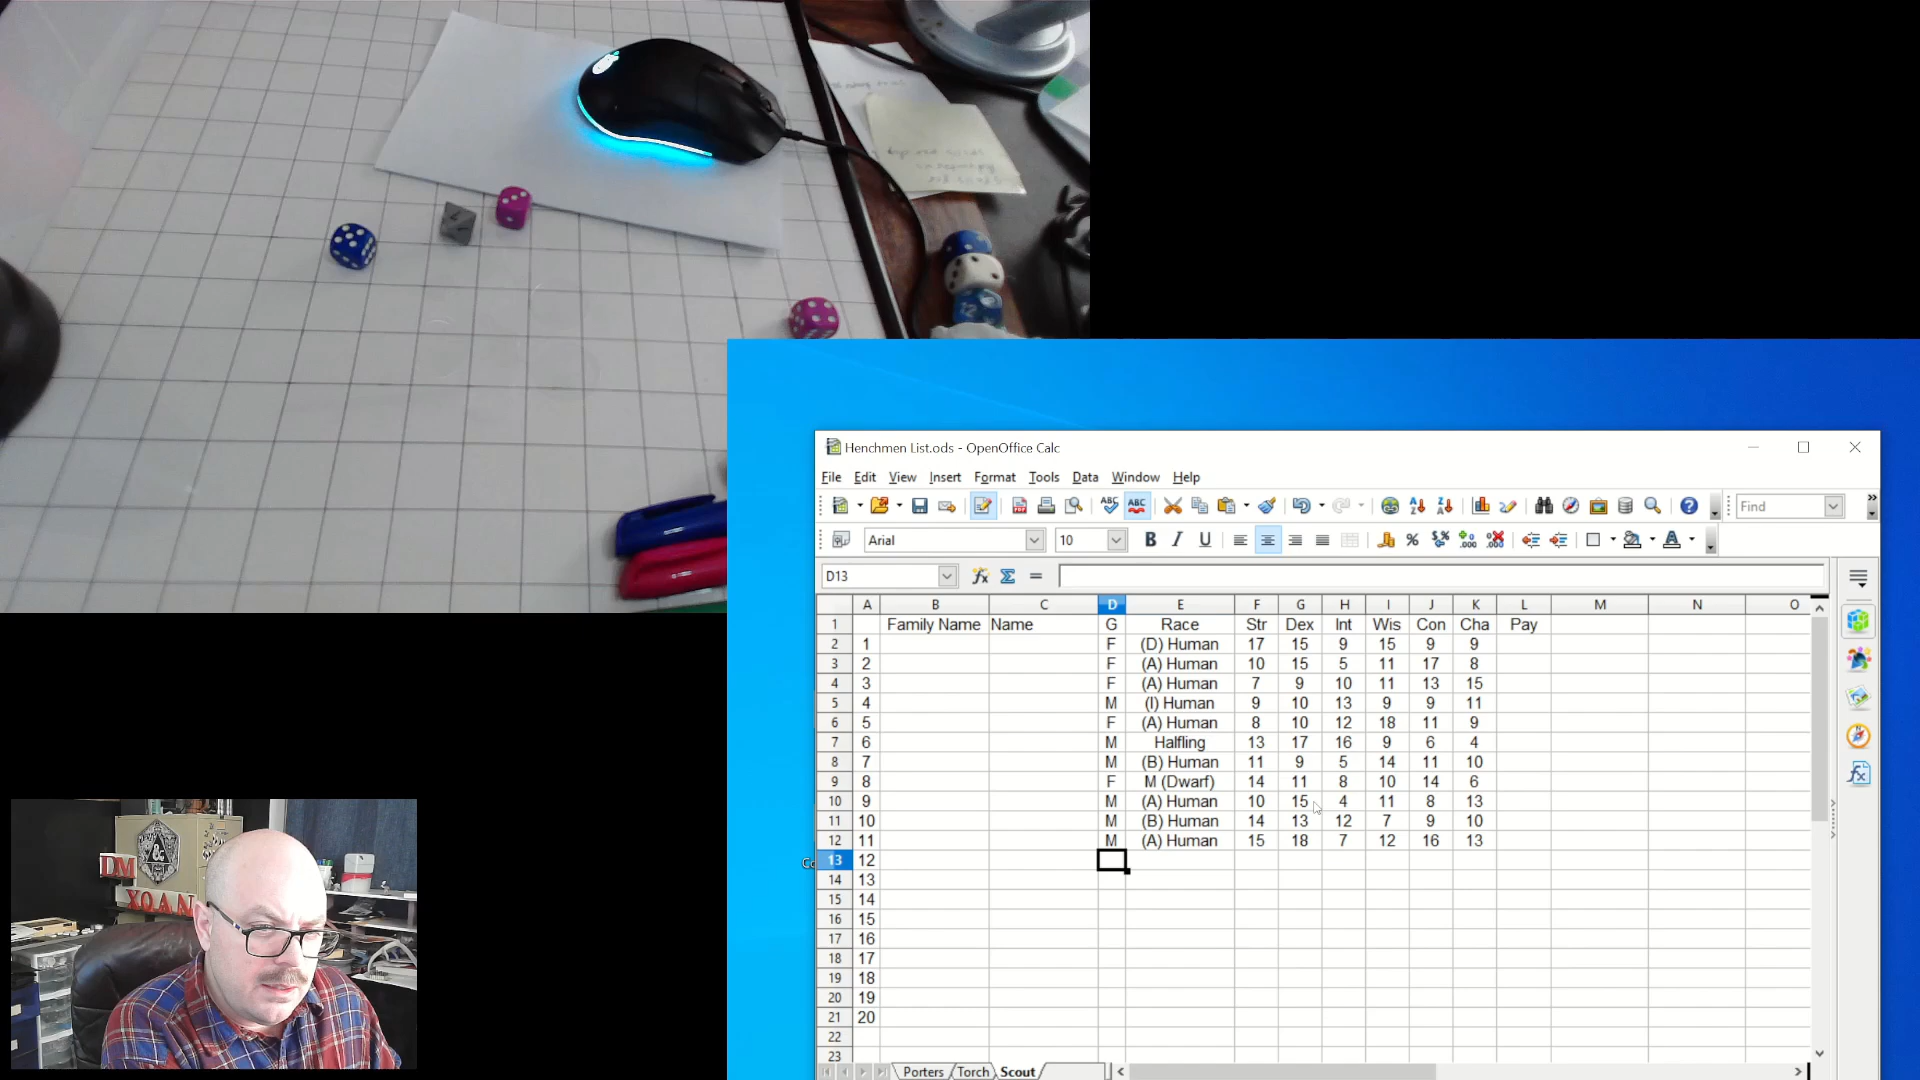 Henchmen List.ods - OpenOffice Calc
File Edit View Insert Format Tools Data Window Help
Find
Arial 10 B I U
D13
A B C D E F G H I J K L M N O
1 Family Name Name G Race Str Dex Int Wis Con Cha Pay
2 1 F (D) Human 17 15 9 15 9 9
3 2 F (A) Human 10 15 5 11 17 8
4 3 F (A) Human 7 9 10 11 13 15
5 4 M (I) Human 9 10 13 9 9 11
6 5 F (A) Human 8 10 12 18 11 9
7 6 M Halfling 13 17 16 9 6 4
8 7 M (B) Human 11 9 5 14 11 10
9 8 F M (Dwarf) 14 11 8 10 14 6
10 9 M (A) Human 10 15 4 11 8 13
11 10 M (B) Human 14 13 12 7 9 10
12 11 M (A) Human 15 18 7 12 16 13
13 12
14 13
15 14
16 15
17 16
18 17
19 18
20 19
21 20
22
23
Porters Torch Scout
DM
XQAN